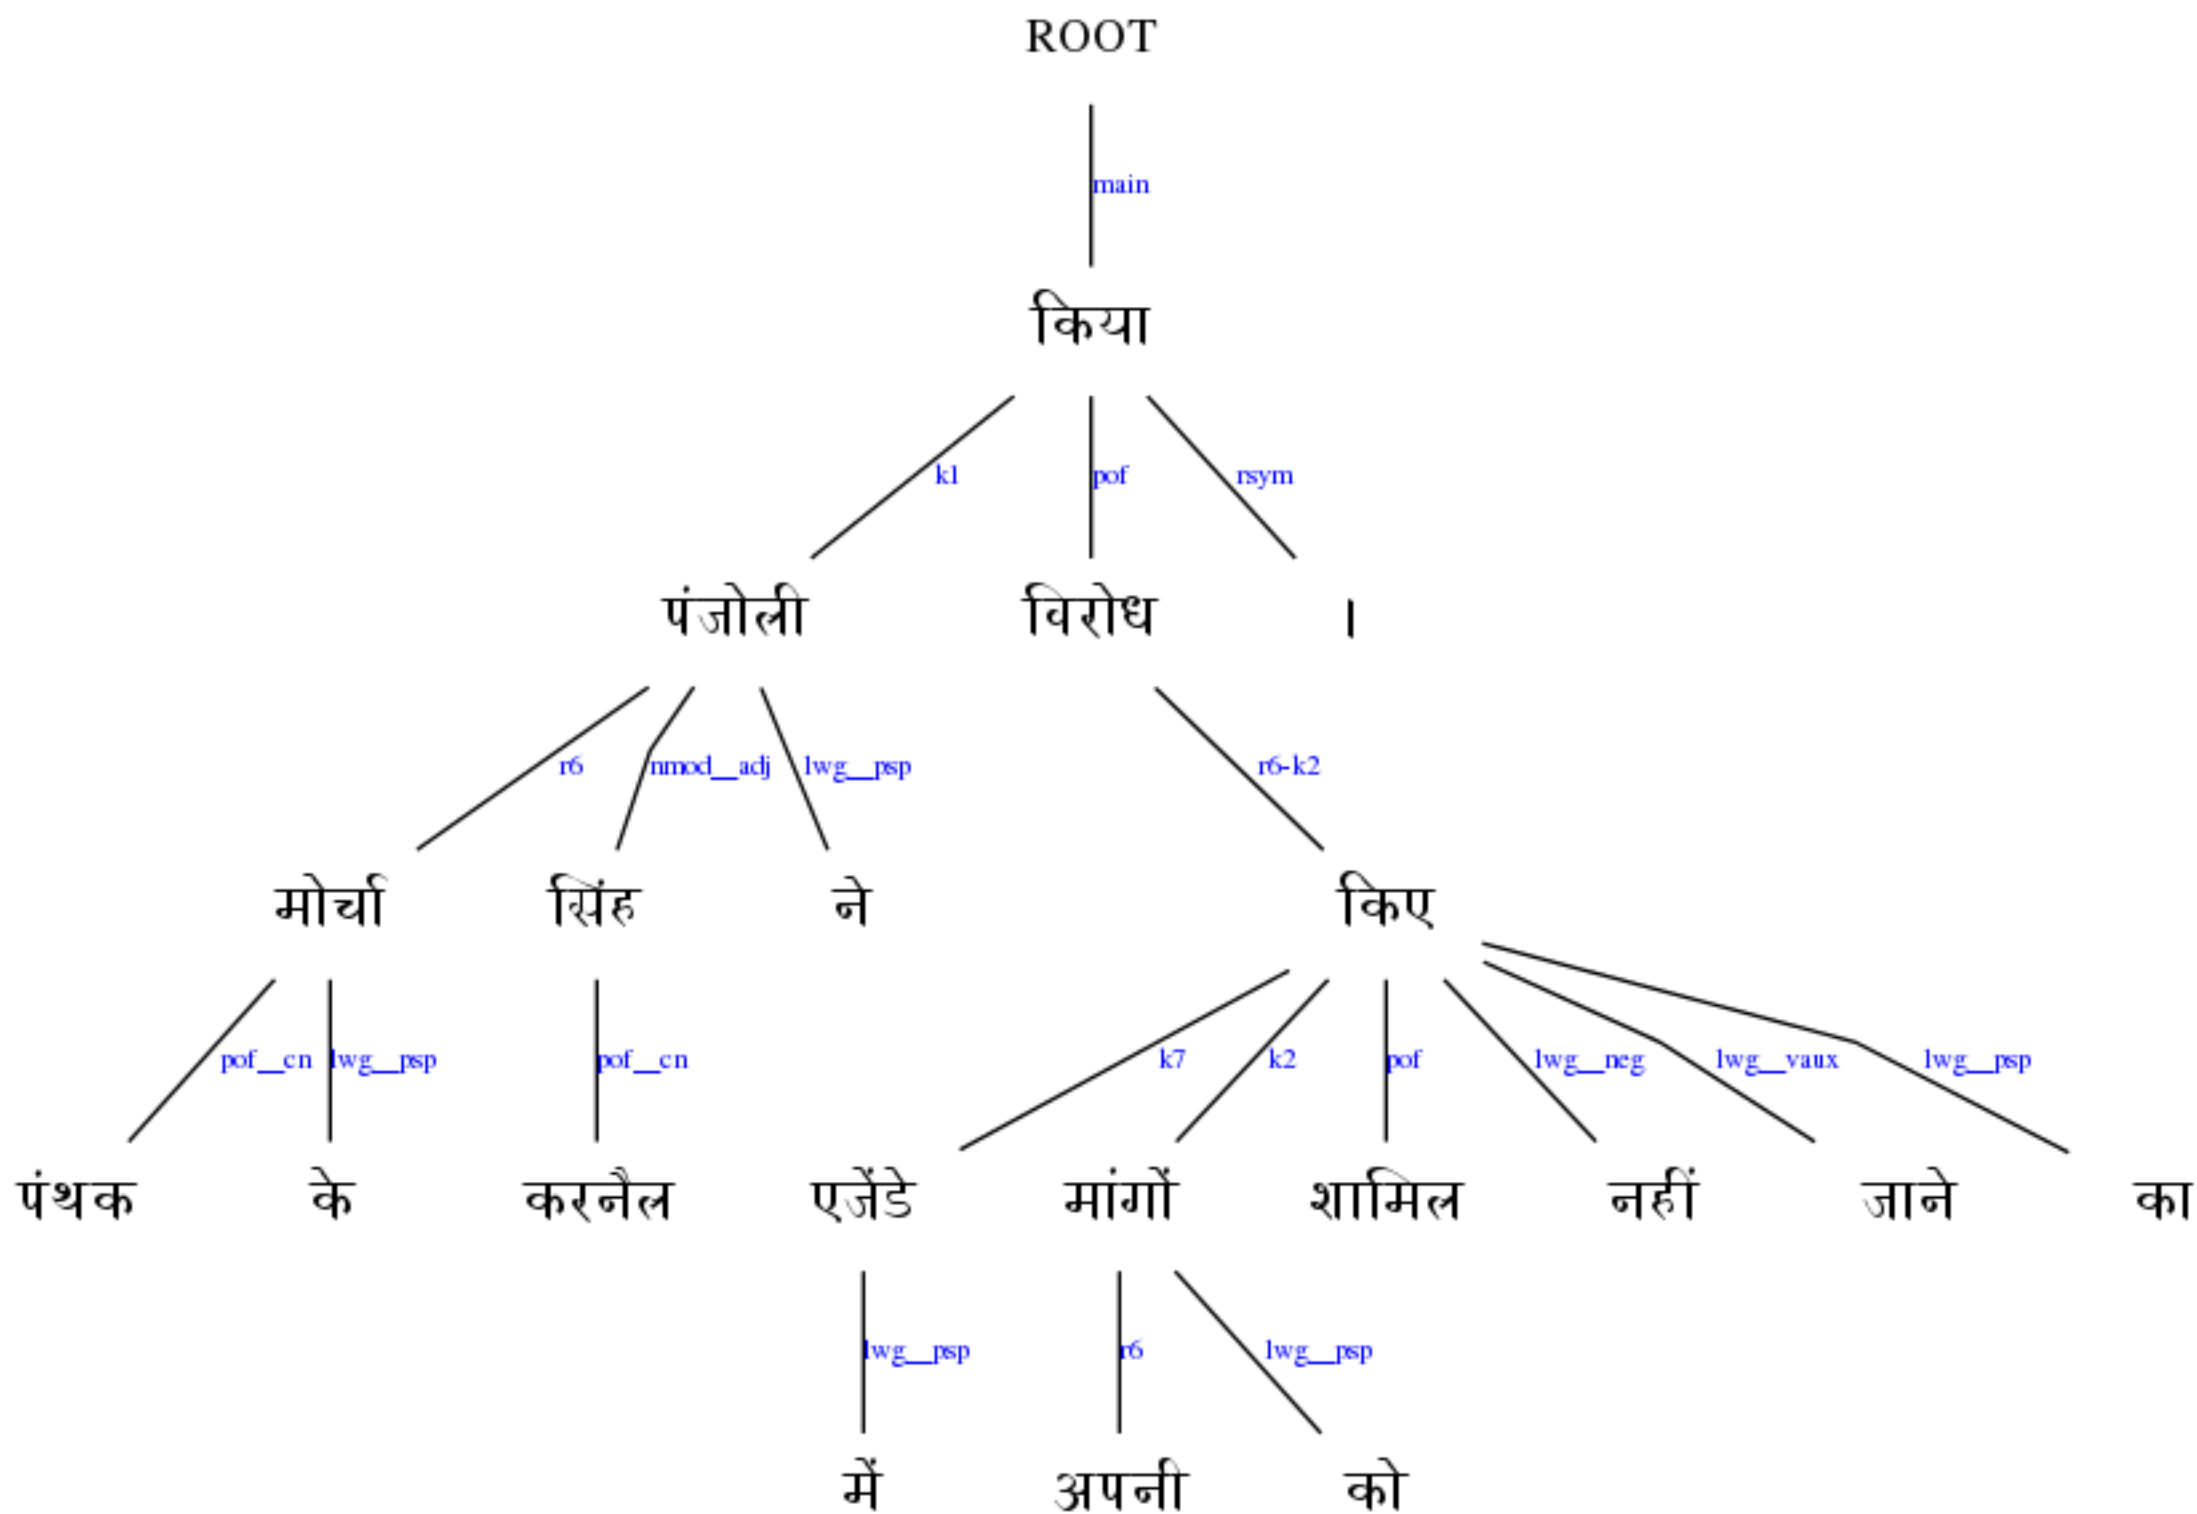 ROOT
main
किया
k1 pof rsym
पंजोली विरोध ।
r6 nmod__adj lwg__psp r6-k2
मोर्चा सिंह ने किए
pof__cn lwg__psp pof__cn k7 k2 pof lwg__neg lwg__vaux lwg__psp
पंथक के करनैल एजेंडे मांगों शामिल नहीं जाने का
lwg__psp r6 lwg__psp
में अपनी को